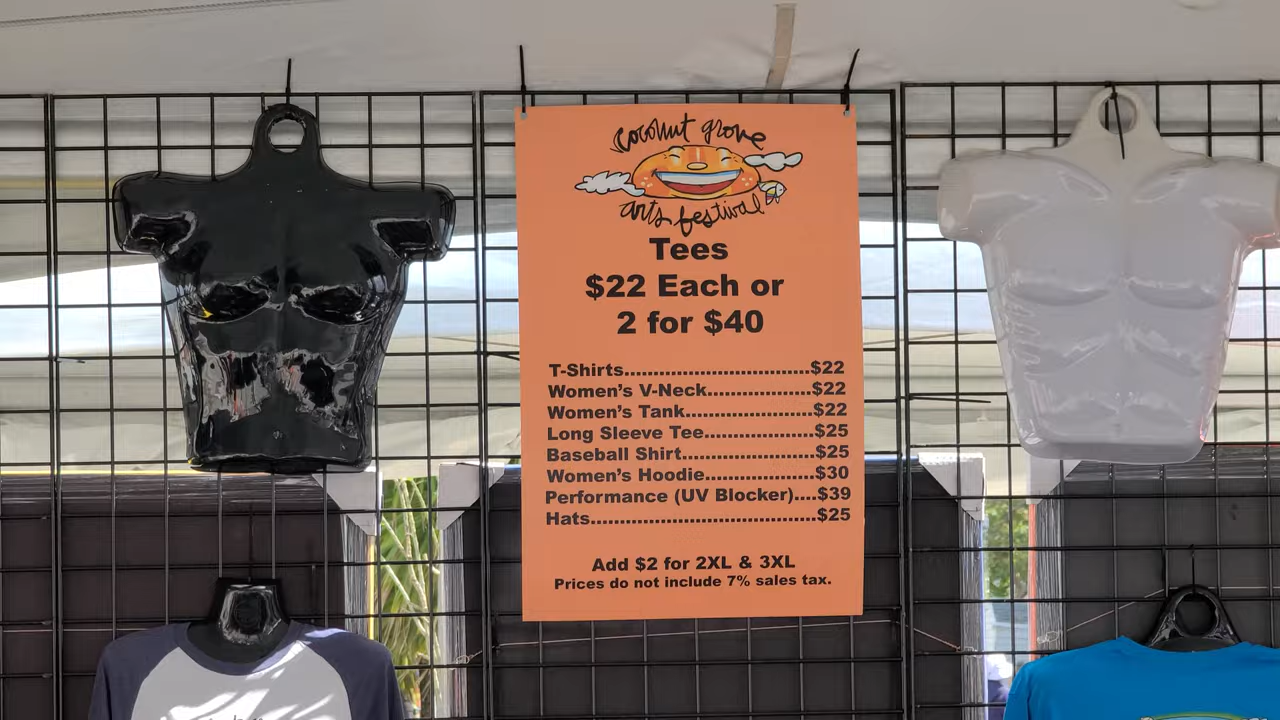 coconut grove
arts festival
Tees
$22 Each or
2 for $40
T-Shirts.................................$22
Women's V-Neck...................$22
Women's Tank.......................$22
Long Sleeve Tee....................$25
Baseball Shirt........................$25
Women's Hoodie....................$30
Performance (UV Blocker)....$39
Hats........................................$25
Add $2 for 2XL & 3XL
Prices do not include 7% sales tax.